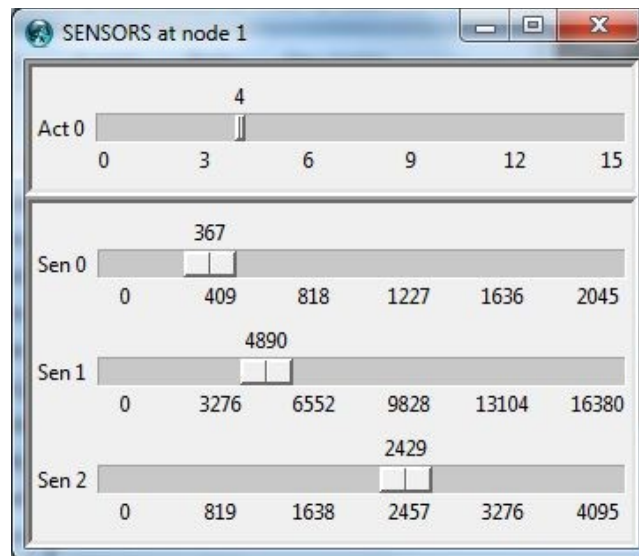 SENSORS at node 1
4
Act 0
0 3 6 9 12 15
367
Sen 0
0 409 818 1227 1636 2045
4890
Sen 1
0 3276 6552 9828 13104 16380
2429
Sen 2
0 819 1638 2457 3276 4095